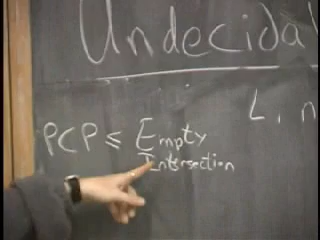 Undecida
L, n
PCP ≤ Empty
Intersection